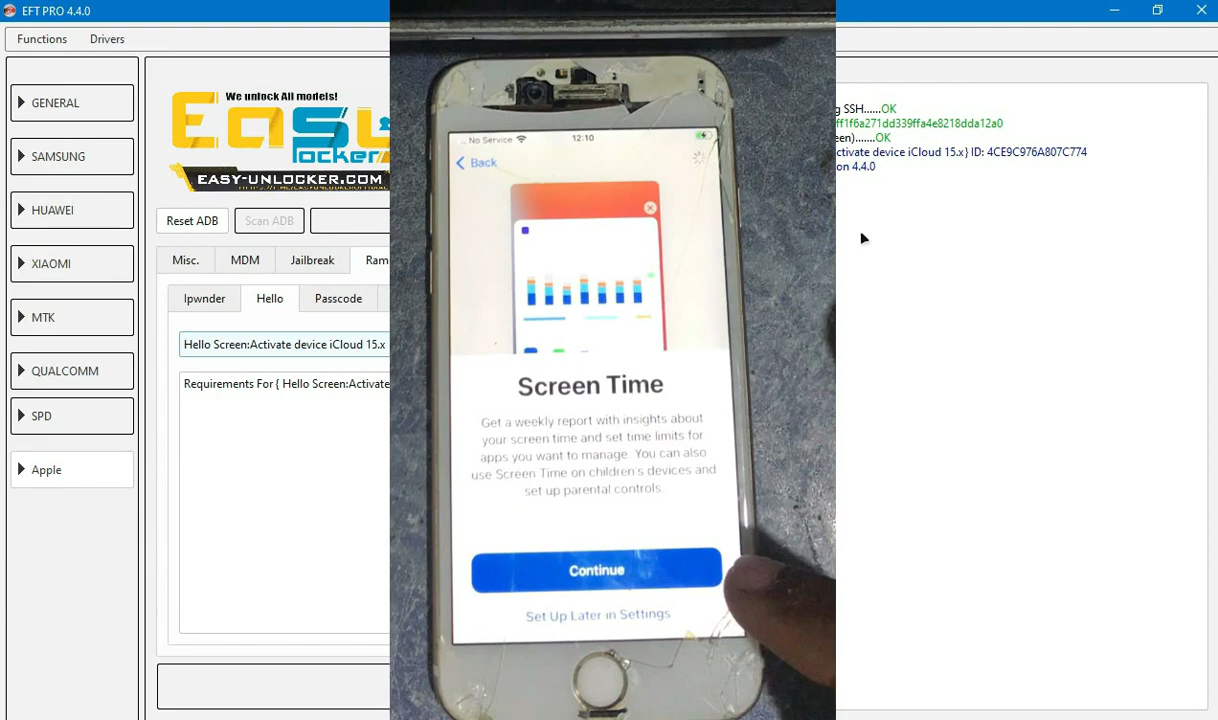 EFT PRO 4.4.0
Functions
Drivers
GENERAL
SAMSUNG
HUAWEI
XIAOMI
MTK
QUALCOMM
SPD
Apple
We unlock All models!
Easy
locker
EASY-UNLOCKER.COM
Reset ADB
Scan ADB
Misc.
MDM
Jailbreak
Ram
Ipwnder
Hello
Passcode
Hello Screen:Activate device iCloud 15.x
Requirements For { Hello Screen:Activate
No Service
12:10
Back
Screen Time
Get a weekly report with insights about
your screen time and set time limits for
apps you want to manage. You can also
use Screen Time on children's devices and
set up parental controls.
Continue
Set Up Later in Settings
g SSH......OK
ff1f6a271dd339ffa4e8218dda12a0
een).......OK
ctivate device iCloud 15.x} ID: 4CE9C976A807C774
on 4.4.0